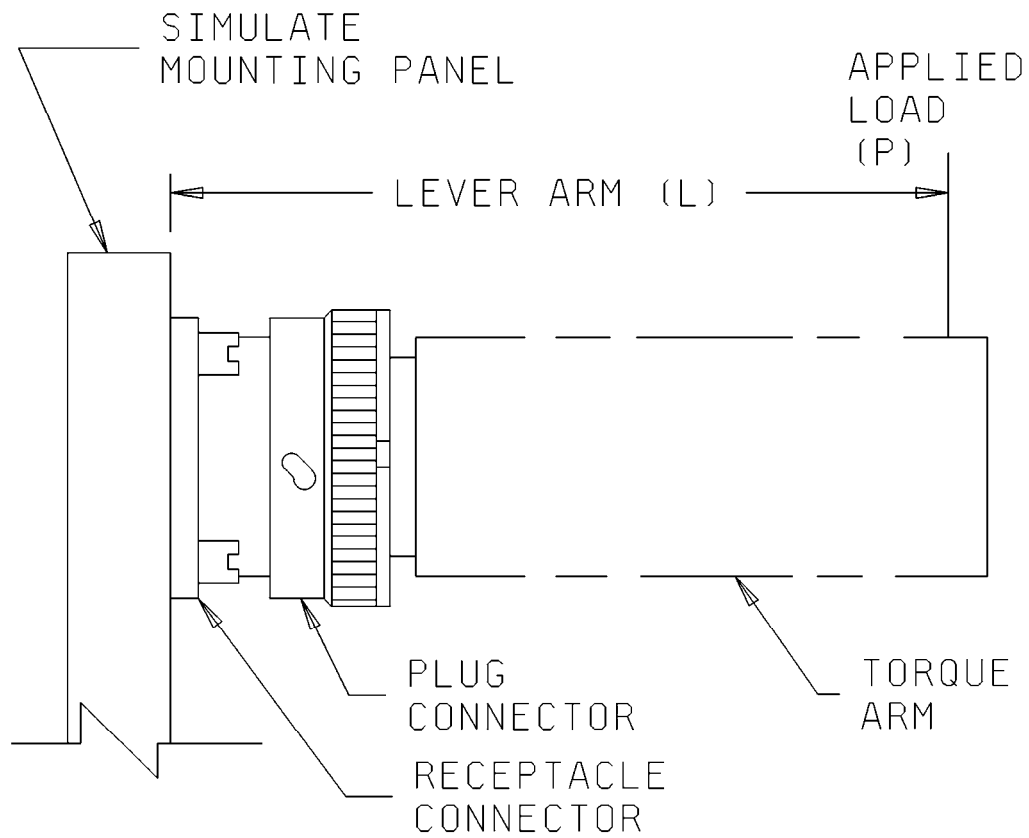 SIMULATE
MOUNTING PANEL
APPLIED
LOAD
(P)
LEVER ARM (L)
PLUG
CONNECTOR
TORQUE
ARM
RECEPTACLE
CONNECTOR